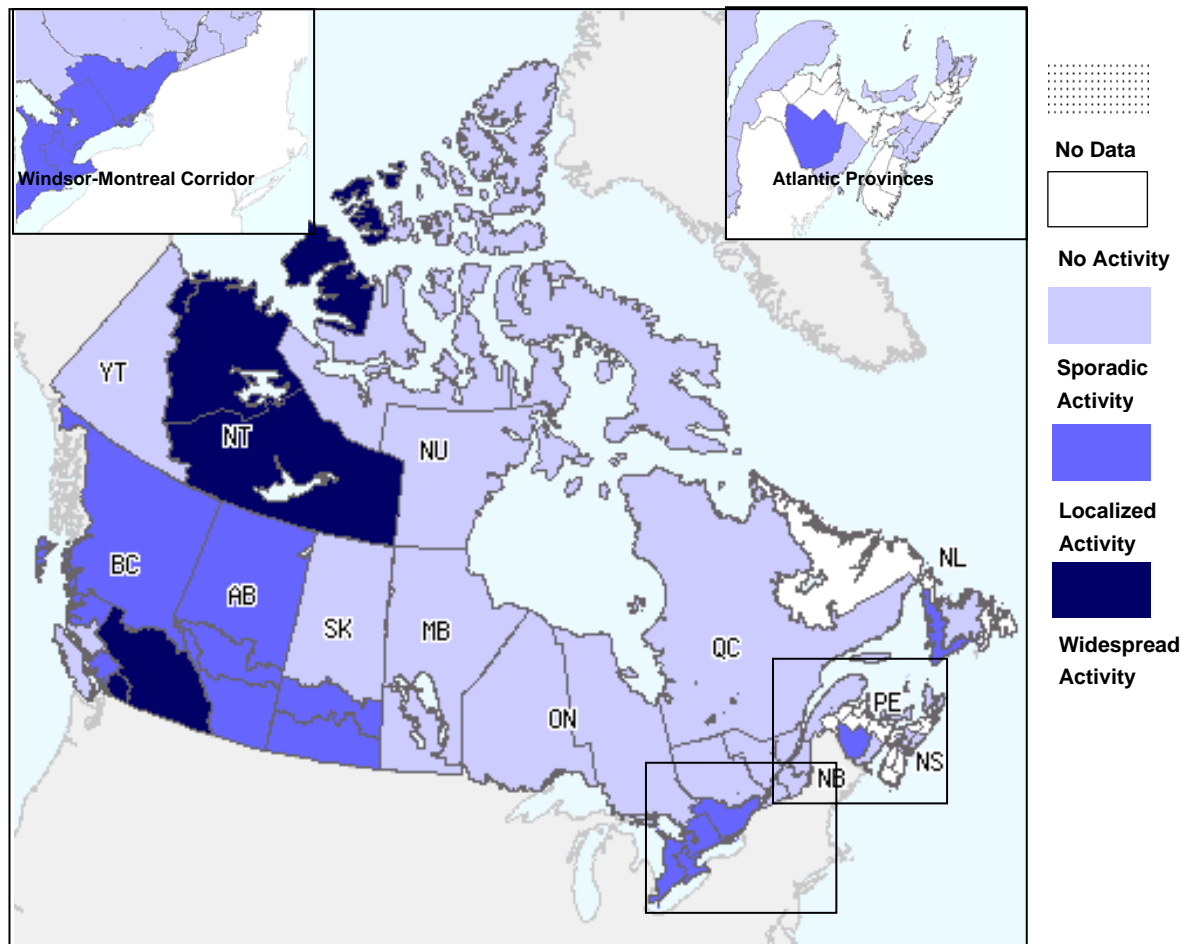 Windsor-Montreal Corridor
Atlantic Provinces
No Data
No Activity
Sporadic
Activity
Localized
Activity
Widespread
Activity
YT
NT
NU
BC
AB
SK
MB
ON
QC
NL
PE
NB
NS